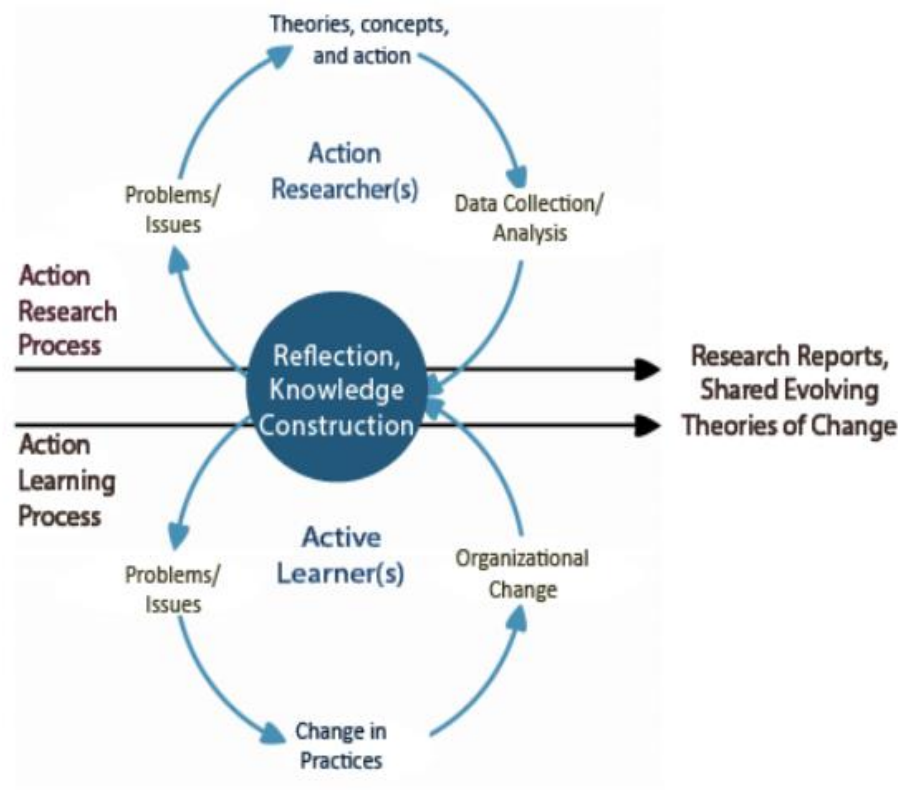 Theories, concepts,
and action
Action
Researcher(s)
Problems/
Issues
Data Collection/
Analysis
Action
Research
Process
Reflection,
Knowledge
Construction
Research Reports,
Shared Evolving
Theories of Change
Action
Learning
Process
Active
Learner(s)
Problems/
Issues
Organizational
Change
Change in
Practices